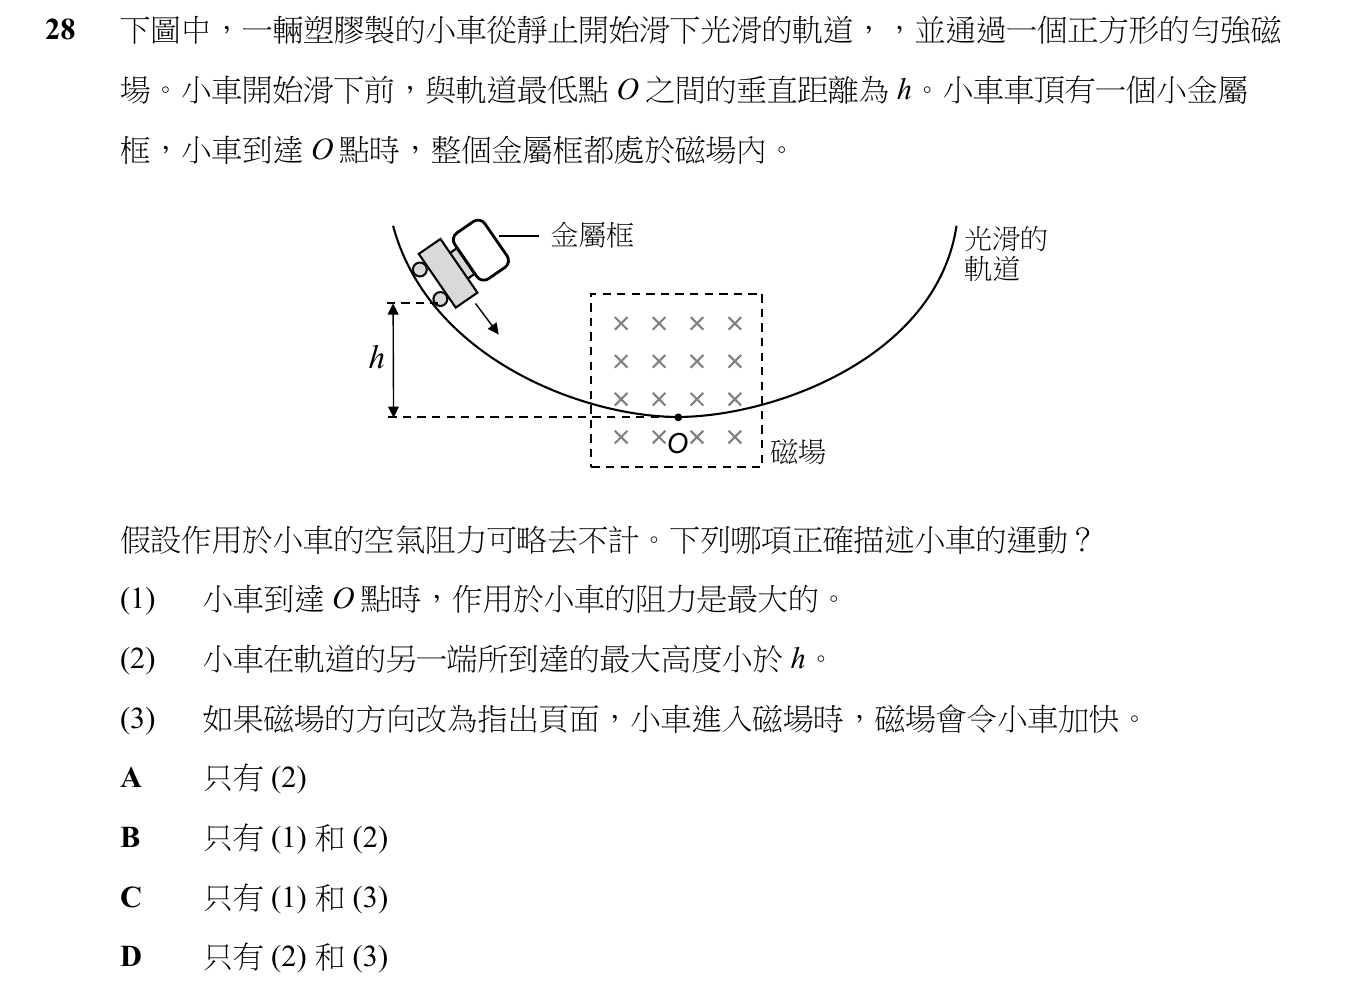 28 下圖中，一輛塑膠製的小車從靜止開始滑下光滑的軌道，，並通過一個正方形的勻強磁
場。小車開始滑下前，與軌道最低點 O 之間的垂直距離為 h。小車車頂有一個小金屬
框，小車到達 O 點時，整個金屬框都處於磁場內。
金屬框
光滑的
軌道
h
× × × ×
× × × ×
× × × ×
× × × ×
O
磁場
假設作用於小車的空氣阻力可略去不計。下列哪項正確描述小車的運動？
(1) 小車到達 O 點時，作用於小車的阻力是最大的。
(2) 小車在軌道的另一端所到達的最大高度小於 h。
(3) 如果磁場的方向改為指出頁面，小車進入磁場時，磁場會令小車加快。
A 只有 (2)
B 只有 (1) 和 (2)
C 只有 (1) 和 (3)
D 只有 (2) 和 (3)